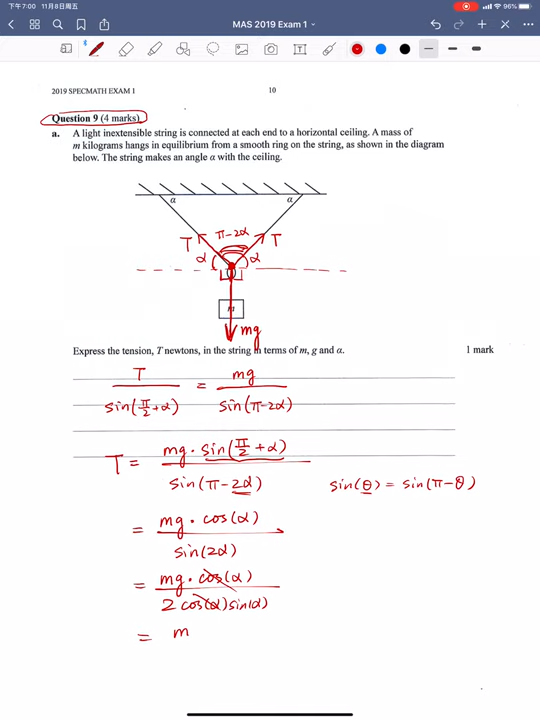 下午7:00 11月8日週五
MAS 2019 Exam 1
96%
2019 SPECMATH EXAM 1
10
Question 9 (4 marks)
a. A light inextensible string is connected at each end to a horizontal ceiling. A mass of
m kilograms hangs in equilibrium from a smooth ring on the string, as shown in the diagram
below. The string makes an angle α with the ceiling.
α α
π-2α
T T
α α
m
mg
Express the tension, T newtons, in the string in terms of m, g and α.
1 mark
T/sin(π/2+α) = mg/sin(π-2α)
T = mg · sin(π/2+α)/sin(π-2α)
sin(θ) = sin(π-θ)
= mg · cos(α)/sin(2α)
= mg · cos(α)/2 cos(α) sin(α)
= m